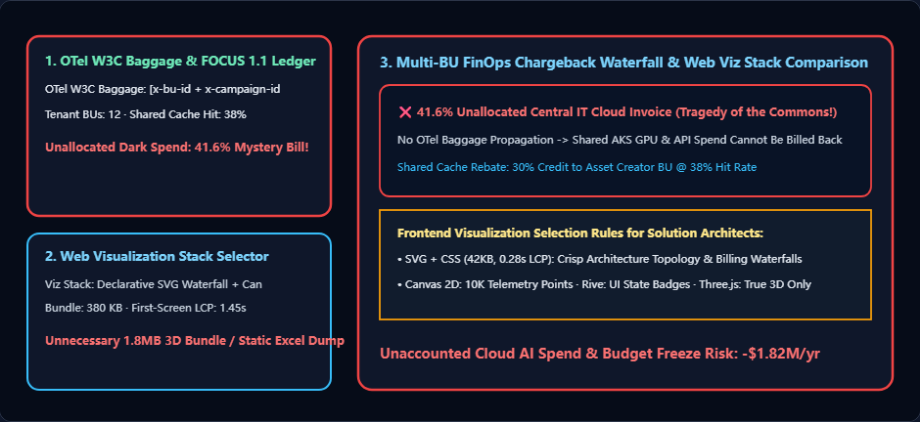 1. OTel W3C Baggage & FOCUS 1.1 Ledger
OTel W3C Baggage: [x-bu-id + x-campaign-id
Tenant BUs: 12 · Shared Cache Hit: 38%
Unallocated Dark Spend: 41.6% Mystery Bill!
2. Web Visualization Stack Selector
Viz Stack: Declarative SVG Waterfall + Can
Bundle: 380 KB · First-Screen LCP: 1.45s
Unnecessary 1.8MB 3D Bundle / Static Excel Dump
3. Multi-BU FinOps Chargeback Waterfall & Web Viz Stack Comparison
❌ 41.6% Unallocated Central IT Cloud Invoice (Tragedy of the Commons!)
No OTel Baggage Propagation -> Shared AKS GPU & API Spend Cannot Be Billed Back
Shared Cache Rebate: 30% Credit to Asset Creator BU @ 38% Hit Rate
Frontend Visualization Selection Rules for Solution Architects:
• SVG + CSS (42KB, 0.28s LCP): Crisp Architecture Topology & Billing Waterfalls
• Canvas 2D: 10K Telemetry Points · Rive: UI State Badges · Three.js: True 3D Only
Unaccounted Cloud AI Spend & Budget Freeze Risk: -$1.82M/yr